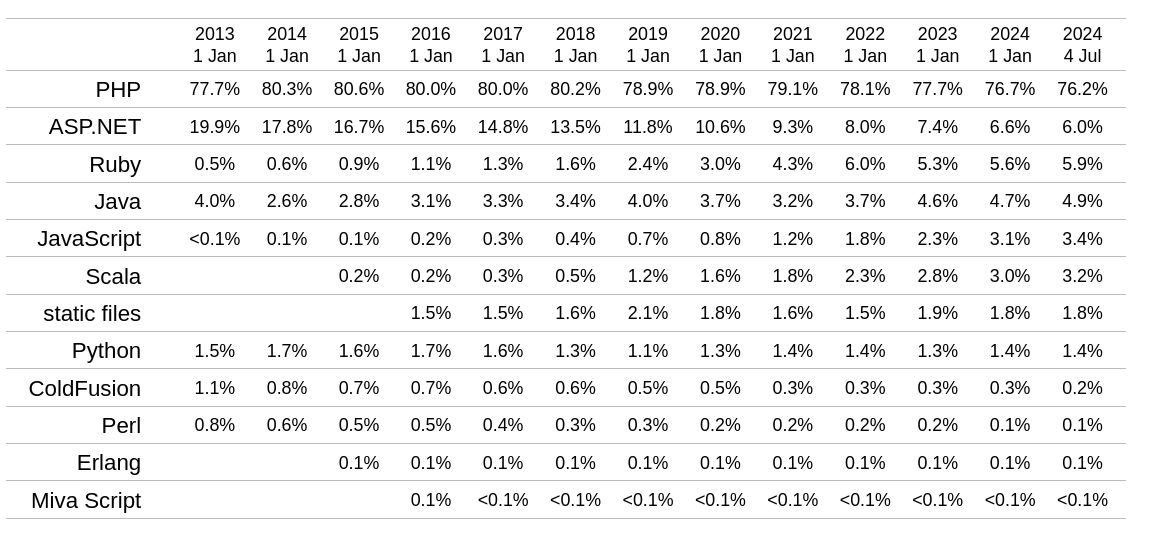 2013 2014 2015 2016 2017 2018 2019 2020 2021 2022 2023 2024 2024
1 Jan 1 Jan 1 Jan 1 Jan 1 Jan 1 Jan 1 Jan 1 Jan 1 Jan 1 Jan 1 Jan 1 Jan 4 Jul
PHP 77.7% 80.3% 80.6% 80.0% 80.0% 80.2% 78.9% 78.9% 79.1% 78.1% 77.7% 76.7% 76.2%
ASP.NET 19.9% 17.8% 16.7% 15.6% 14.8% 13.5% 11.8% 10.6% 9.3% 8.0% 7.4% 6.6% 6.0%
Ruby 0.5% 0.6% 0.9% 1.1% 1.3% 1.6% 2.4% 3.0% 4.3% 6.0% 5.3% 5.6% 5.9%
Java 4.0% 2.6% 2.8% 3.1% 3.3% 3.4% 4.0% 3.7% 3.2% 3.7% 4.6% 4.7% 4.9%
JavaScript <0.1% 0.1% 0.1% 0.2% 0.3% 0.4% 0.7% 0.8% 1.2% 1.8% 2.3% 3.1% 3.4%
Scala 0.2% 0.2% 0.3% 0.5% 1.2% 1.6% 1.8% 2.3% 2.8% 3.0% 3.2%
static files 1.5% 1.5% 1.6% 2.1% 1.8% 1.6% 1.5% 1.9% 1.8% 1.8%
Python 1.5% 1.7% 1.6% 1.7% 1.6% 1.3% 1.1% 1.3% 1.4% 1.4% 1.3% 1.4% 1.4%
ColdFusion 1.1% 0.8% 0.7% 0.7% 0.6% 0.6% 0.5% 0.5% 0.3% 0.3% 0.3% 0.3% 0.2%
Perl 0.8% 0.6% 0.5% 0.5% 0.4% 0.3% 0.3% 0.2% 0.2% 0.2% 0.2% 0.1% 0.1%
Erlang 0.1% 0.1% 0.1% 0.1% 0.1% 0.1% 0.1% 0.1% 0.1% 0.1% 0.1%
Miva Script 0.1% <0.1% <0.1% <0.1% <0.1% <0.1% <0.1% <0.1% <0.1% <0.1%